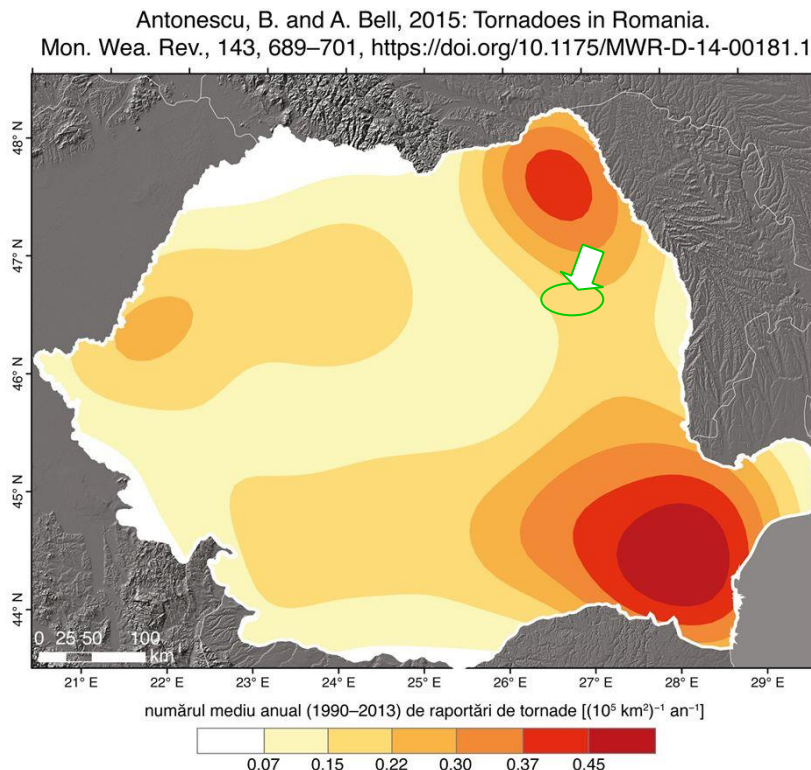 Antonescu, B. and A. Bell, 2015: Tornadoes in Romania.
Mon. Wea. Rev., 143, 689–701, https://doi.org/10.1175/MWR-D-14-00181.1
48° N
47° N
46° N
45° N
44° N
0 25 50 100
km
21° E 22° E 23° E 24° E 25° E 26° E 27° E 28° E 29° E
numărul mediu anual (1990–2013) de raportări de tornade [(10⁵ km²)⁻¹ an⁻¹]
0.07 0.15 0.22 0.30 0.37 0.45